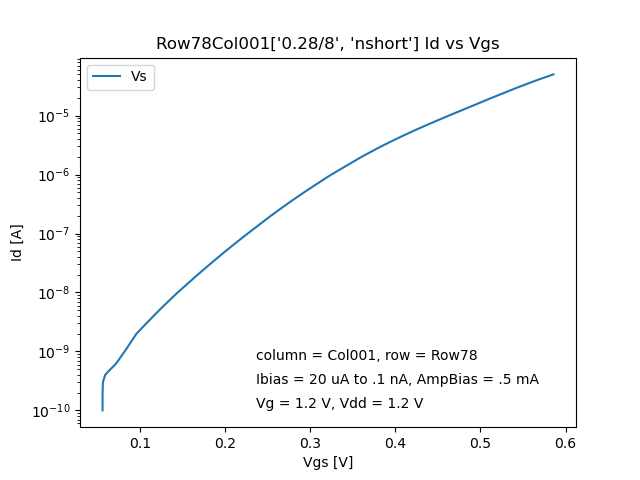 Row78Col001['0.28/8', 'nshort'] Id vs Vgs
Vs
10⁻⁵
10⁻⁶
10⁻⁷
10⁻⁸
10⁻⁹
10⁻¹⁰
Id [A]
column = Col001, row = Row78
Ibias = 20 uA to .1 nA, AmpBias = .5 mA
Vg = 1.2 V, Vdd = 1.2 V
0.1 0.2 0.3 0.4 0.5 0.6
Vgs [V]